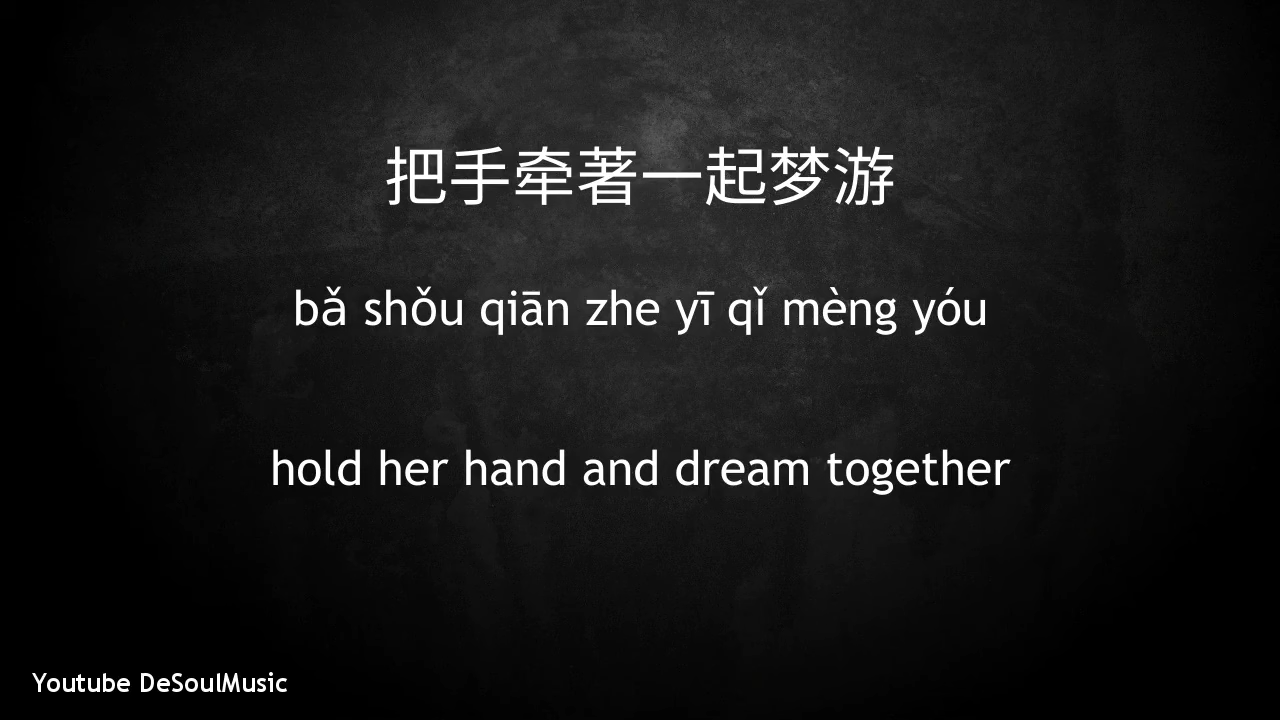 把手牵著一起梦游
bǎ shǒu qiān zhe yī qǐ mèng yóu
hold her hand and dream together
Youtube DeSoulMusic